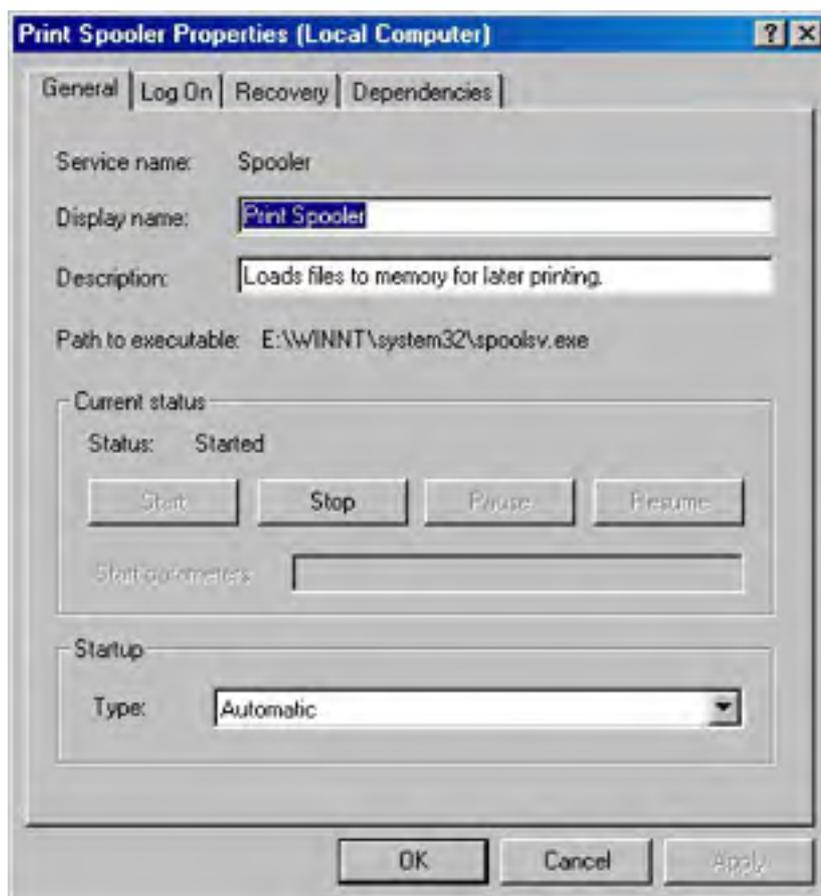 Print Spooler Properties (Local Computer)
General Log On Recovery Dependencies
Service name: Spooler
Display name: Print Spooler
Description: Loads files to memory for later printing.
Path to executable: E:\WINNT\system32\spoolsv.exe
Current status
Status: Started
Start Stop Pause Resume
Start parameters:
Startup
Type: Automatic
OK Cancel Apply